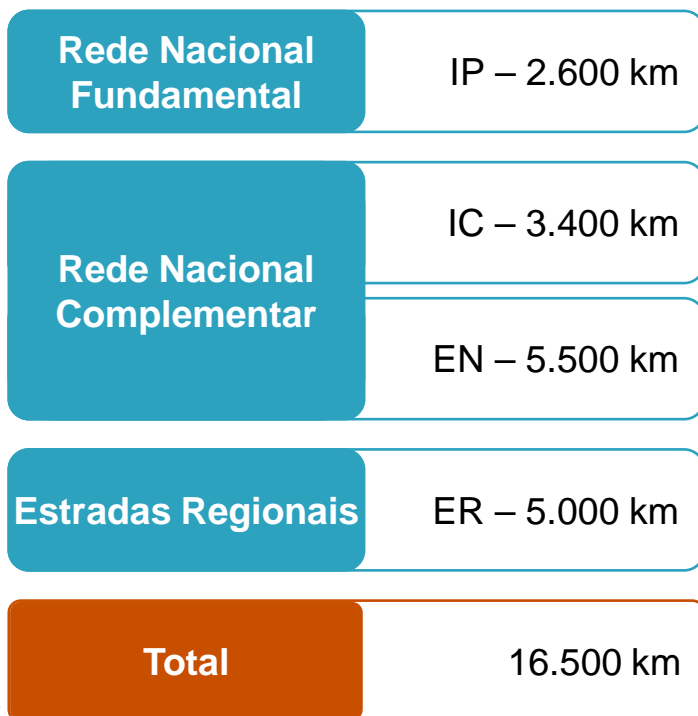 Rede Nacional
Fundamental
IP – 2.600 km
Rede Nacional
Complementar
IC – 3.400 km
EN – 5.500 km
Estradas Regionais
ER – 5.000 km
Total
16.500 km